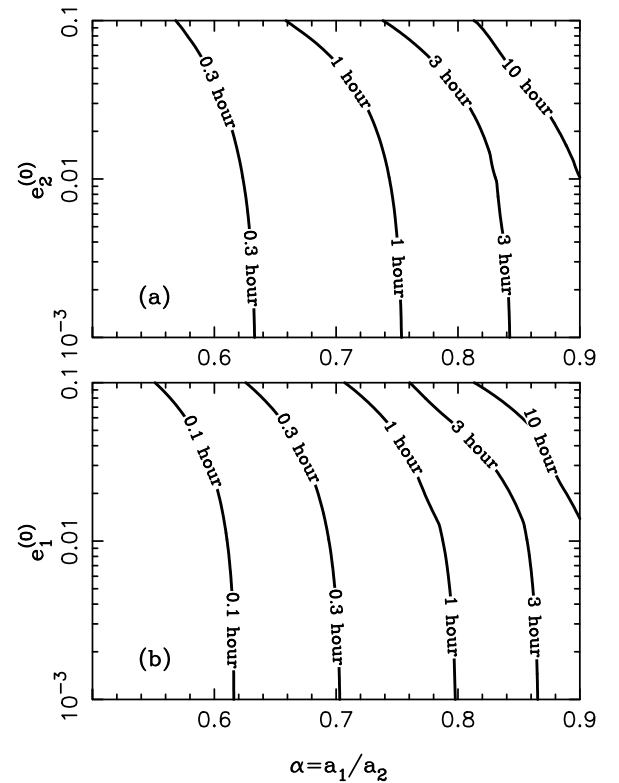 0.1
0.3 hour
1 hour
3 hour
10 hour
e₂⁽⁰⁾
0.01
0.3 hour
1 hour
3 hour
(a)
10⁻³
0.6
0.7
0.8
0.9
0.1
0.1 hour
0.3 hour
1 hour
3 hour
10 hour
e₁⁽⁰⁾
0.01
0.1 hour
0.3 hour
1 hour
3 hour
(b)
10⁻³
0.6
0.7
0.8
0.9
α=a₁/a₂